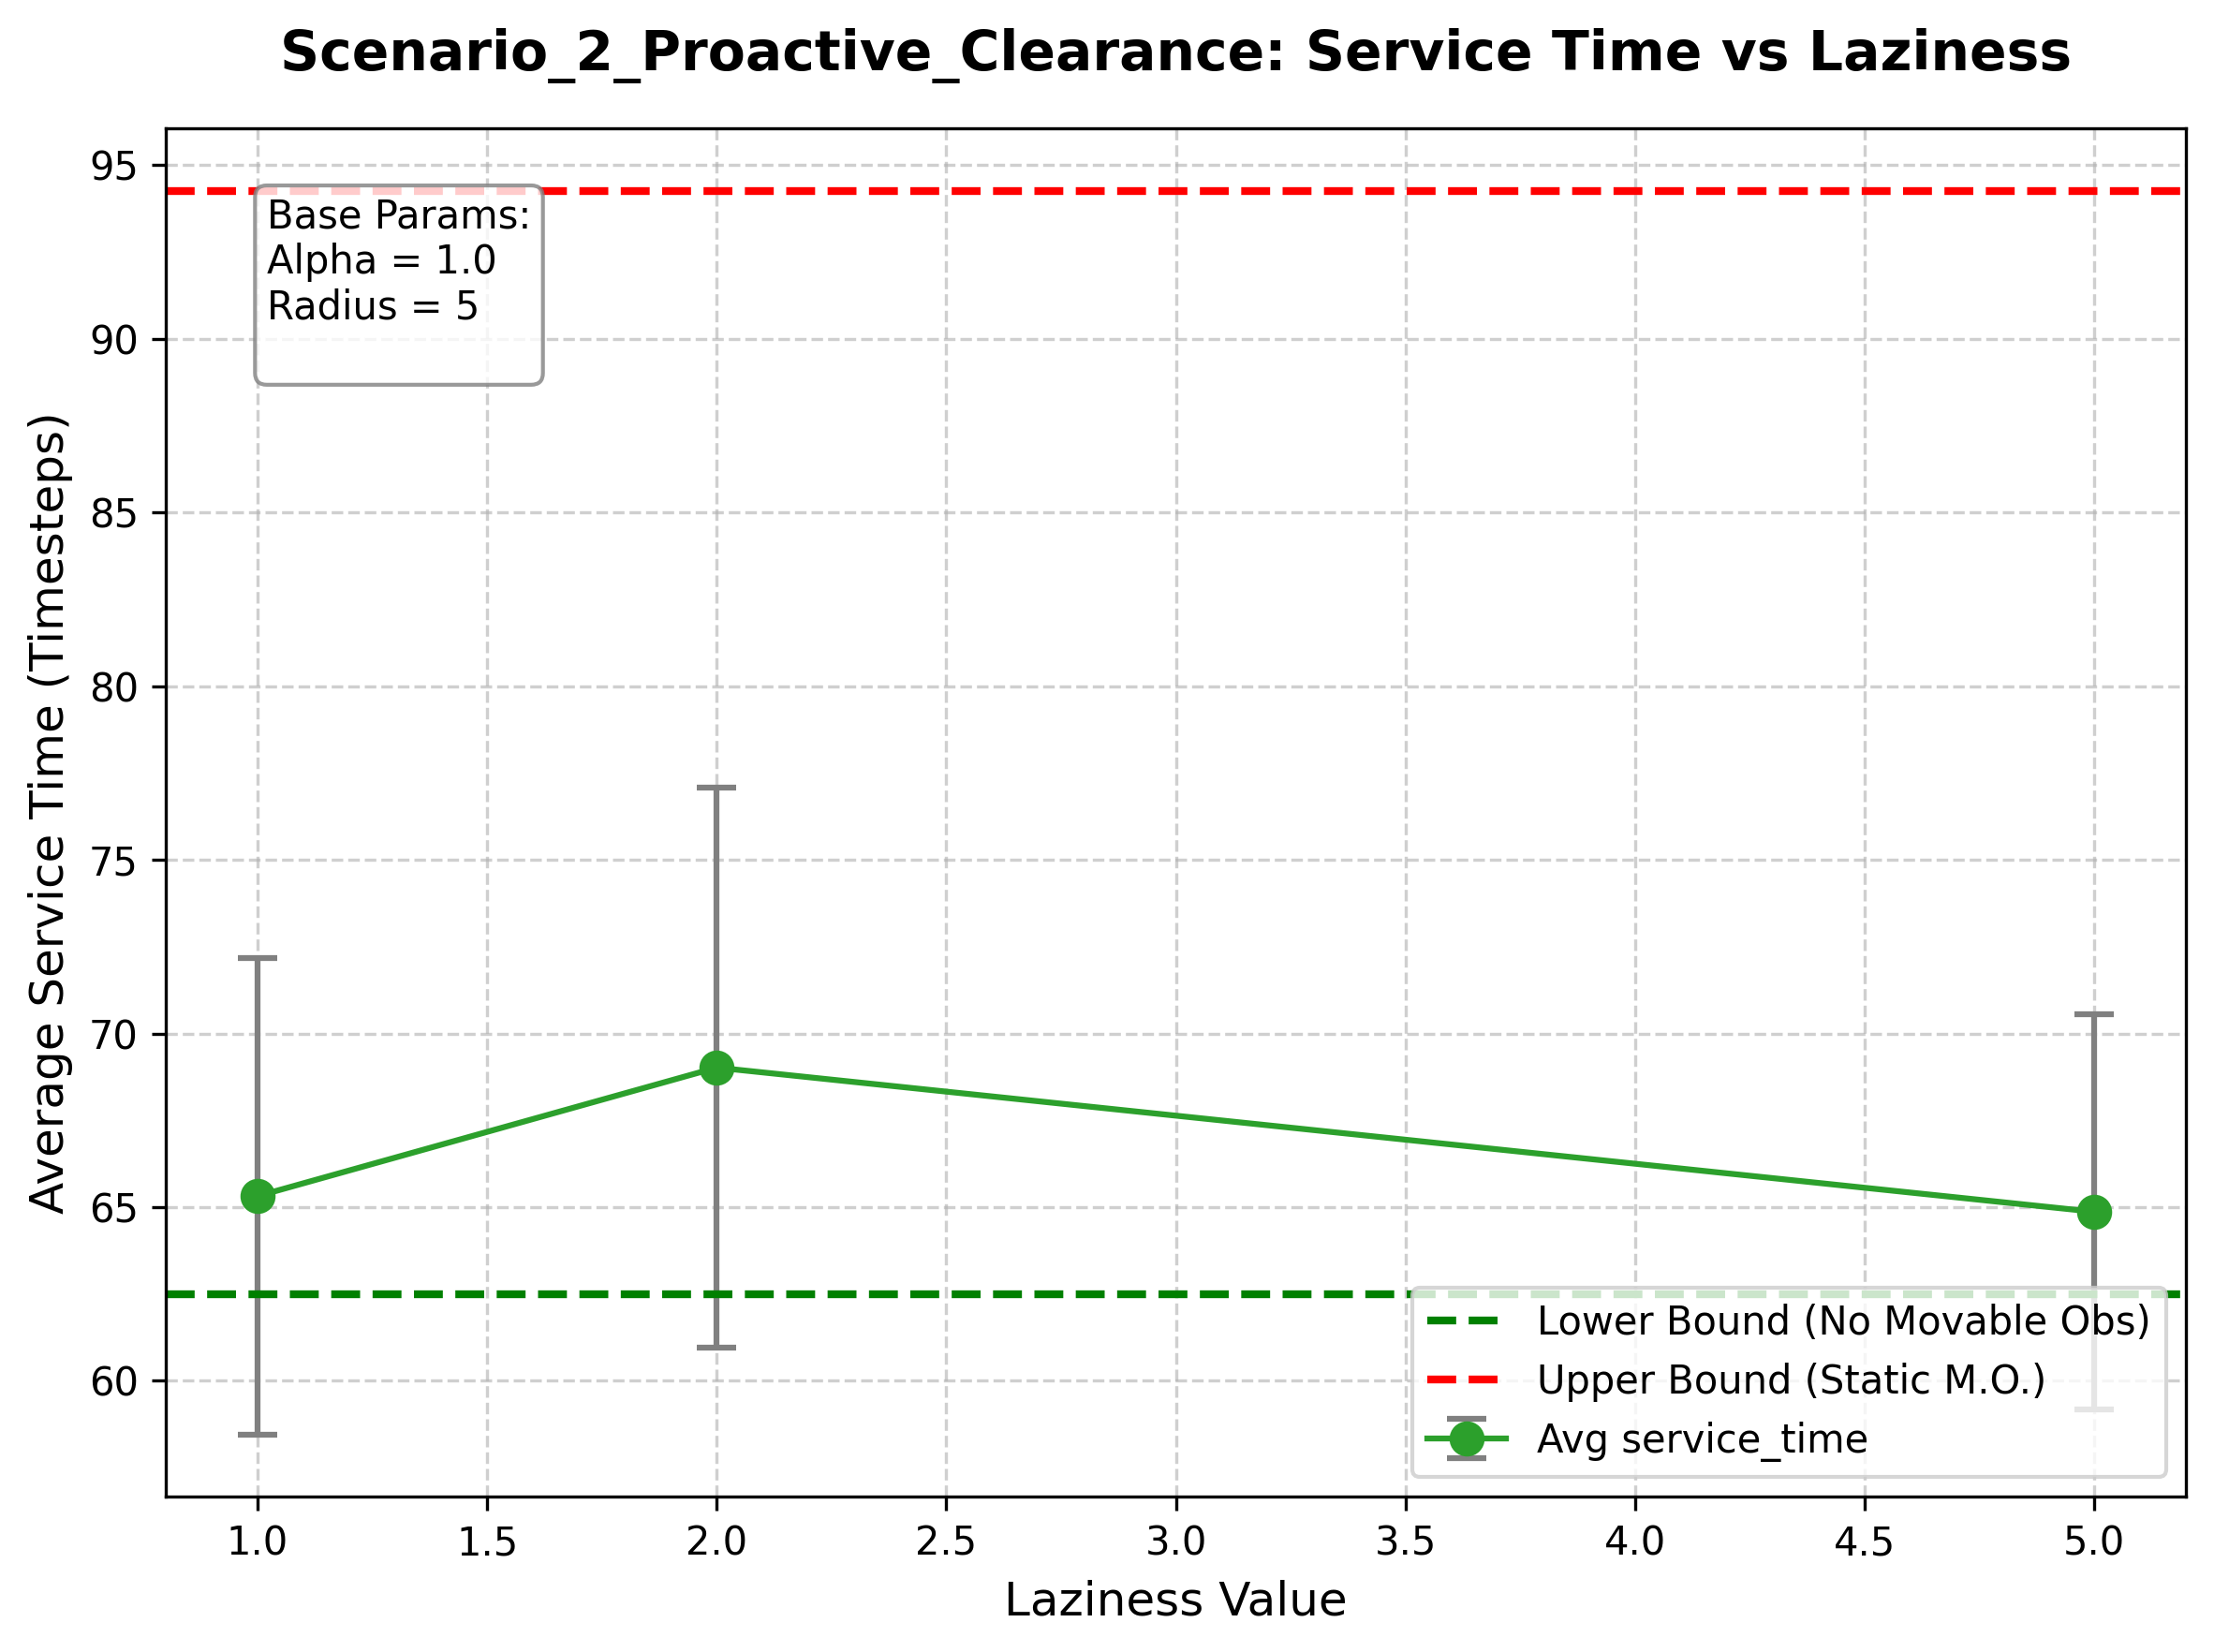 Scenario_2_Proactive_Clearance: Service Time vs Laziness
Average Service Time (Timesteps)
95
90
85
80
75
70
65
60
Base Params:
Alpha = 1.0
Radius = 5
Lower Bound (No Movable Obs)
Upper Bound (Static M.O.)
Avg service_time
1.0 1.5 2.0 2.5 3.0 3.5 4.0 4.5 5.0
Laziness Value